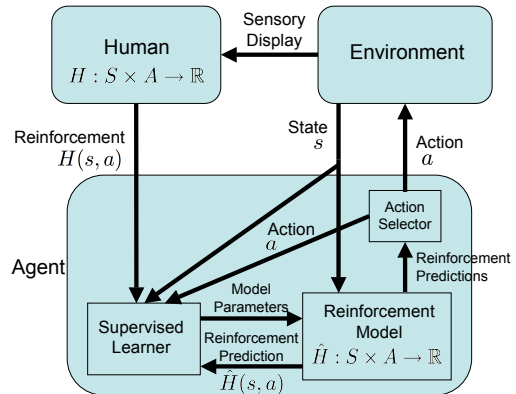 Human
H : S × A → ℝ
Sensory
Display
Environment
Reinforcement
H(s, a)
State
s
Action
a
Agent
Action
a
Action
Selector
Reinforcement
Predictions
Model
Parameters
Supervised
Learner
Reinforcement
Prediction
Ĥ(s, a)
Reinforcement
Model
Ĥ : S × A → ℝ